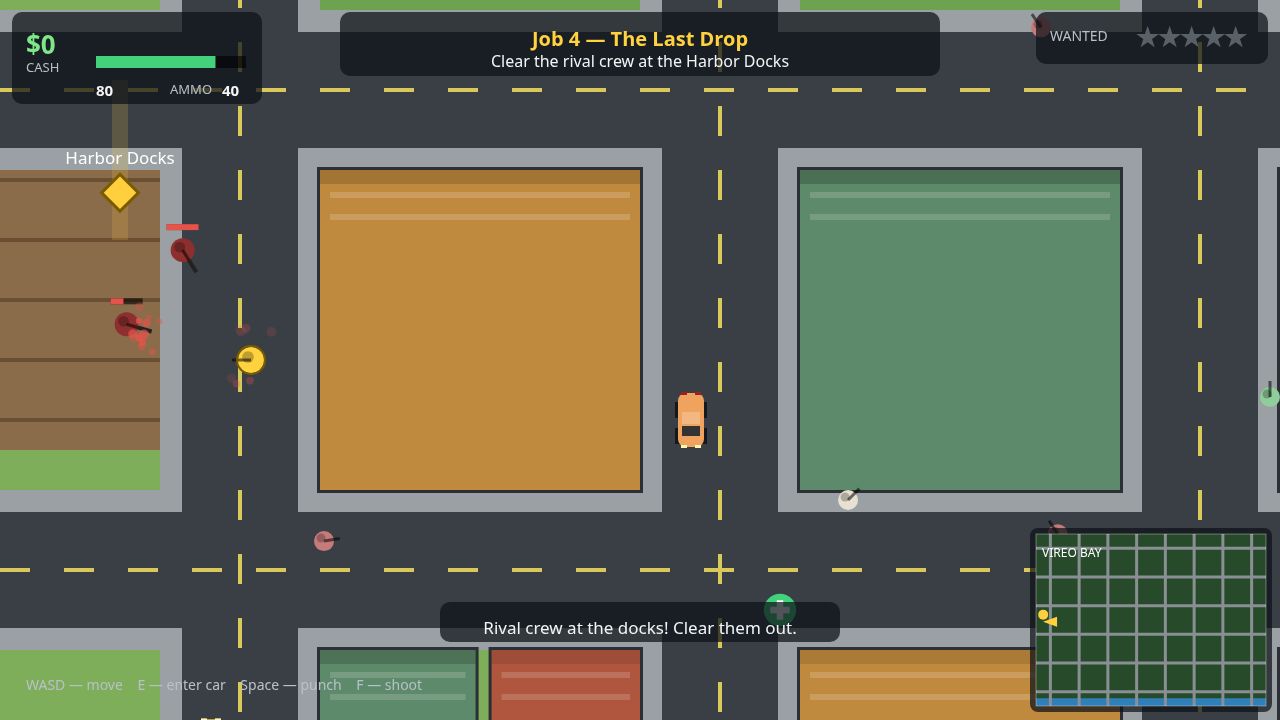 $0
CASH
80
AMMO 40
Job 4 — The Last Drop
Clear the rival crew at the Harbor Docks
WANTED
Harbor Docks
VIREO BAY
Rival crew at the docks! Clear them out.
WASD — move E — enter car Space — punch F — shoot